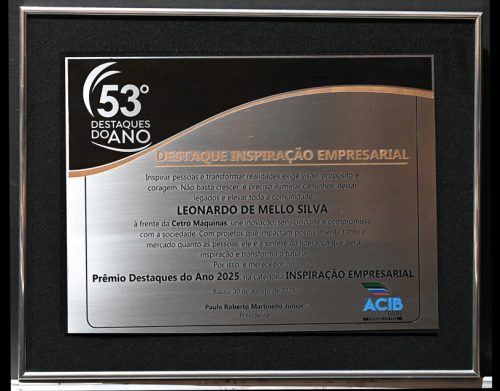 53º
DESTAQUES
DO ANO
DESTAQUE INSPIRAÇÃO EMPRESARIAL
Inspirar pessoas e transformar realidades exige visão, propósito e
coragem. Não basta crescer: é preciso iluminar caminhos, deixar
legados e elevar toda a comunidade.
LEONARDO DE MELLO SILVA
à frente da Cetro Máquinas, une inovação, sensibilidade e compromisso
com a sociedade. Com projetos que impactam positivamente tanto o
mercado quanto as pessoas, ele é a síntese da liderança que gera
inspiração e transforma o futuro.
Por isso, é merecedor do
Prêmio Destaques do Ano 2025 na categoria INSPIRAÇÃO EMPRESARIAL
Bauru, 30 de agosto de 2025
Paulo Roberto Martinello Junior
Presidente
ACIB